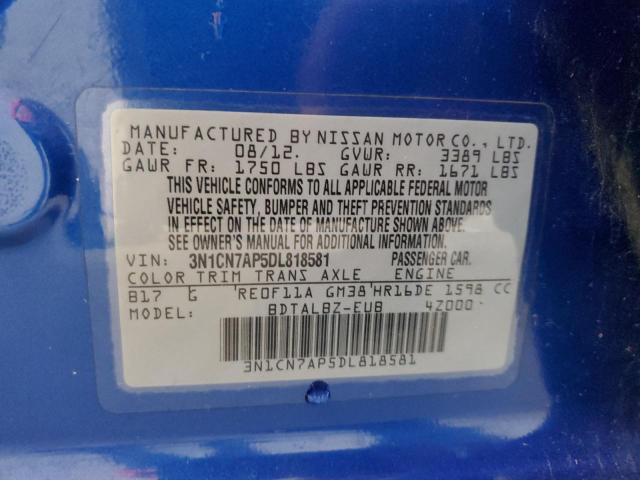 MANUFACTURED BY NISSAN MOTOR CO., LTD.
DATE: 08/12. GVWR: 3389 LBS
GAWR FR: 1750 LBS GAWR RR: 1671 LBS
THIS VEHICLE CONFORMS TO ALL APPLICABLE FEDERAL MOTOR
VEHICLE SAFETY, BUMPER AND THEFT PREVENTION STANDARDS
IN EFFECT ON THE DATE OF MANUFACTURE SHOWN ABOVE.
SEE OWNER'S MANUAL FOR ADDITIONAL INFORMATION.
VIN: 3N1CN7AP5DL818581 PASSENGER CAR.
COLOR TRIM TRANS AXLE ENGINE
B17 G RE0F11A GM38 HR16DE 1598 CC
MODEL: BDTALBZ-EUB 4Z000
3N1CN7AP5DL818581